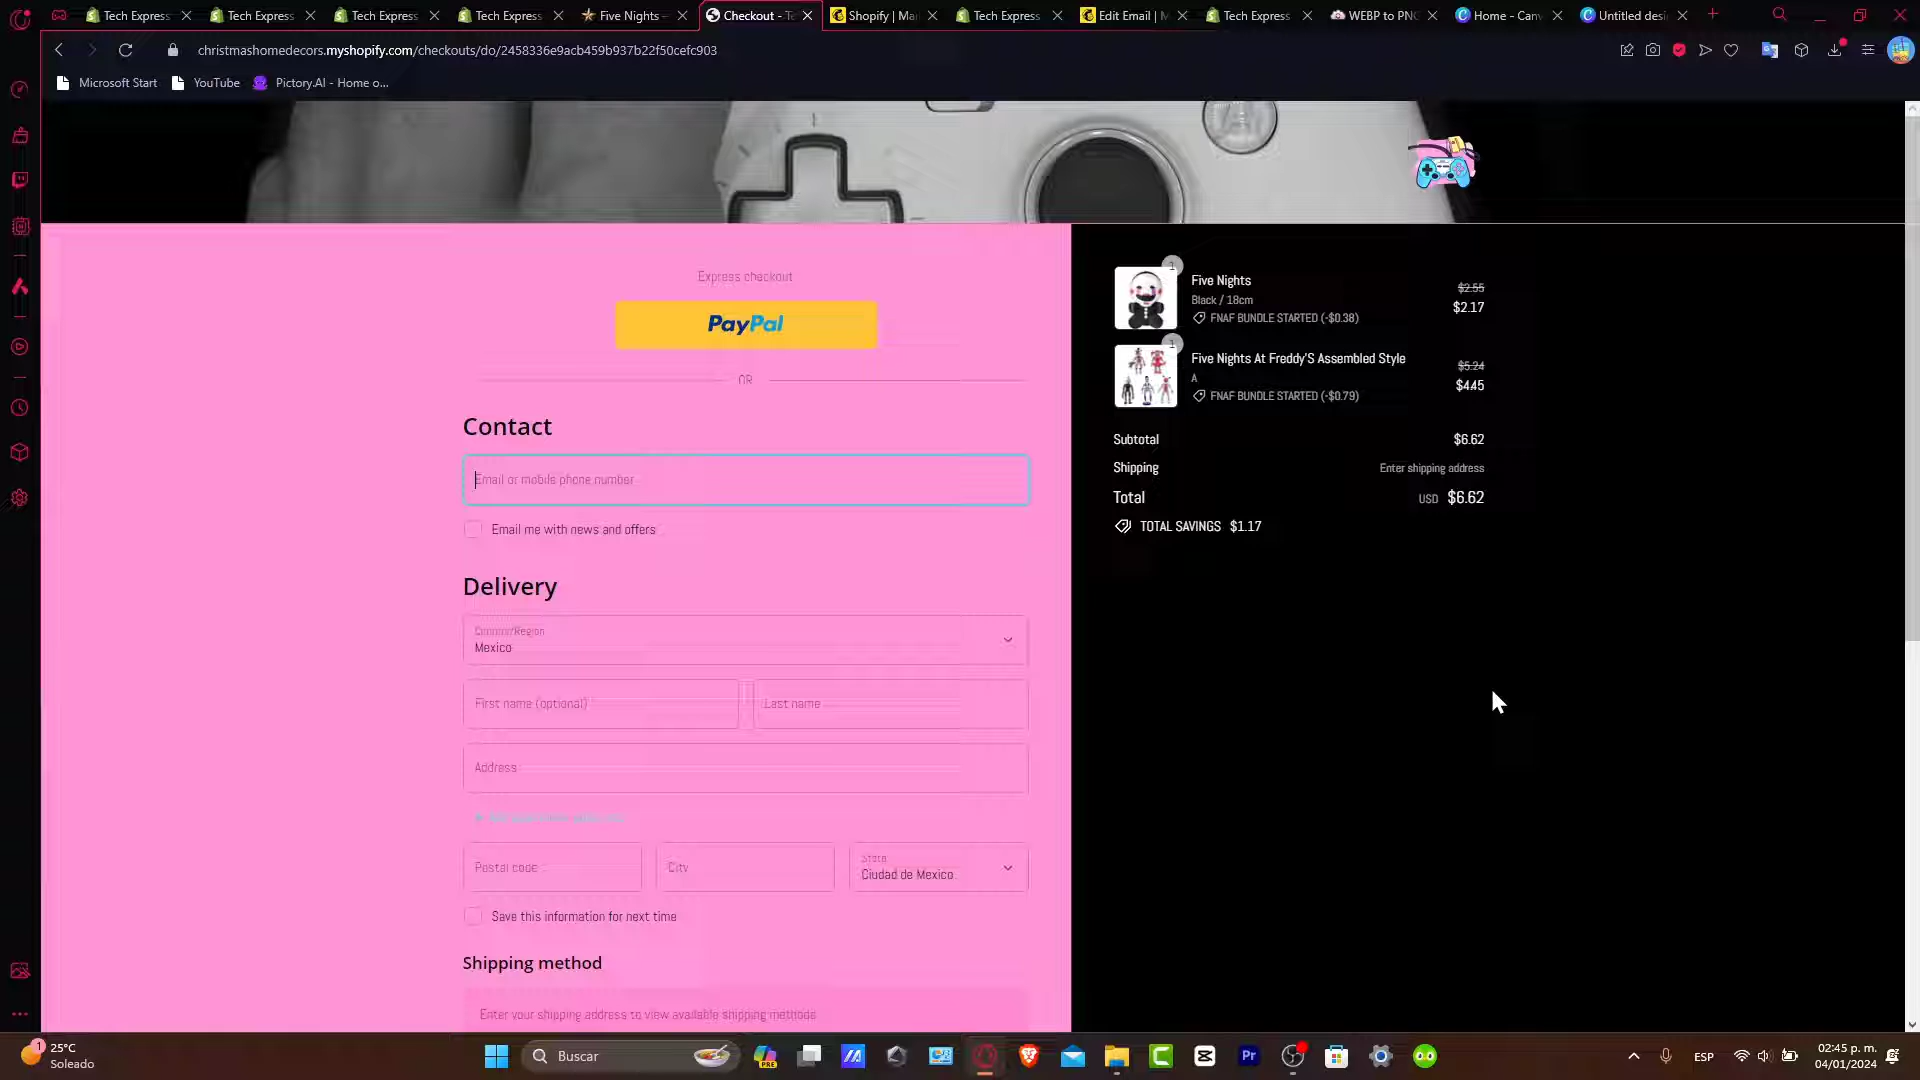 Tech Express
Tech Express
Tech Express
Tech Express
Five Nights –
Checkout - Te
Shopify | Ma
Tech Express
Edit Email | M
Tech Express
WEBP to PNG
Home - Canv
Untitled desi
christmashomedecors.myshopify.com/checkouts/do/2458336e9acb459b937b22f50cefc903
Microsoft Start
YouTube
Pictory.AI - Home o...
Express checkout
PayPal
OR
Contact
Email or mobile phone number
Email me with news and offers
Delivery
Country/Region
Mexico
First name (optional)
Last name
Address
Postal code
City
State
Ciudad de Mexico
Save this information for next time
Shipping method
Enter your shipping address to view available shipping methods
1
Five Nights
$2.55
Black / 18cm
$2.17
FNAF BUNDLE STARTED (-$0.38)
1
Five Nights At Freddy'S Assembled Style
$5.24
A
$4.45
FNAF BUNDLE STARTED (-$0.79)
Subtotal
$6.62
Shipping
Enter shipping address
Total
USD $6.62
TOTAL SAVINGS $1.17
1
25°C
Soleado
Buscar
PRE
Pr
ESP
02:45 p. m.
04/01/2024